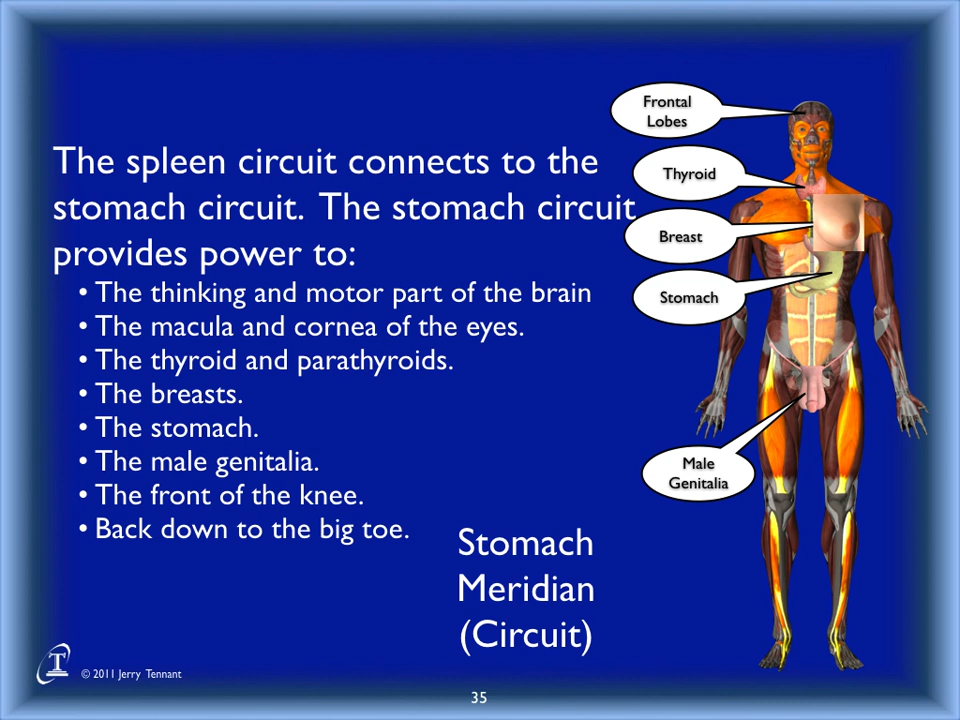 The spleen circuit connects to the
stomach circuit. The stomach circuit
provides power to:
• The thinking and motor part of the brain
• The macula and cornea of the eyes.
• The thyroid and parathyroids.
• The breasts.
• The stomach.
• The male genitalia.
• The front of the knee.
• Back down to the big toe.
Frontal
Lobes
Thyroid
Breast
Stomach
Male
Genitalia
Stomach
Meridian
(Circuit)
T
© 2011 Jerry Tennant
35